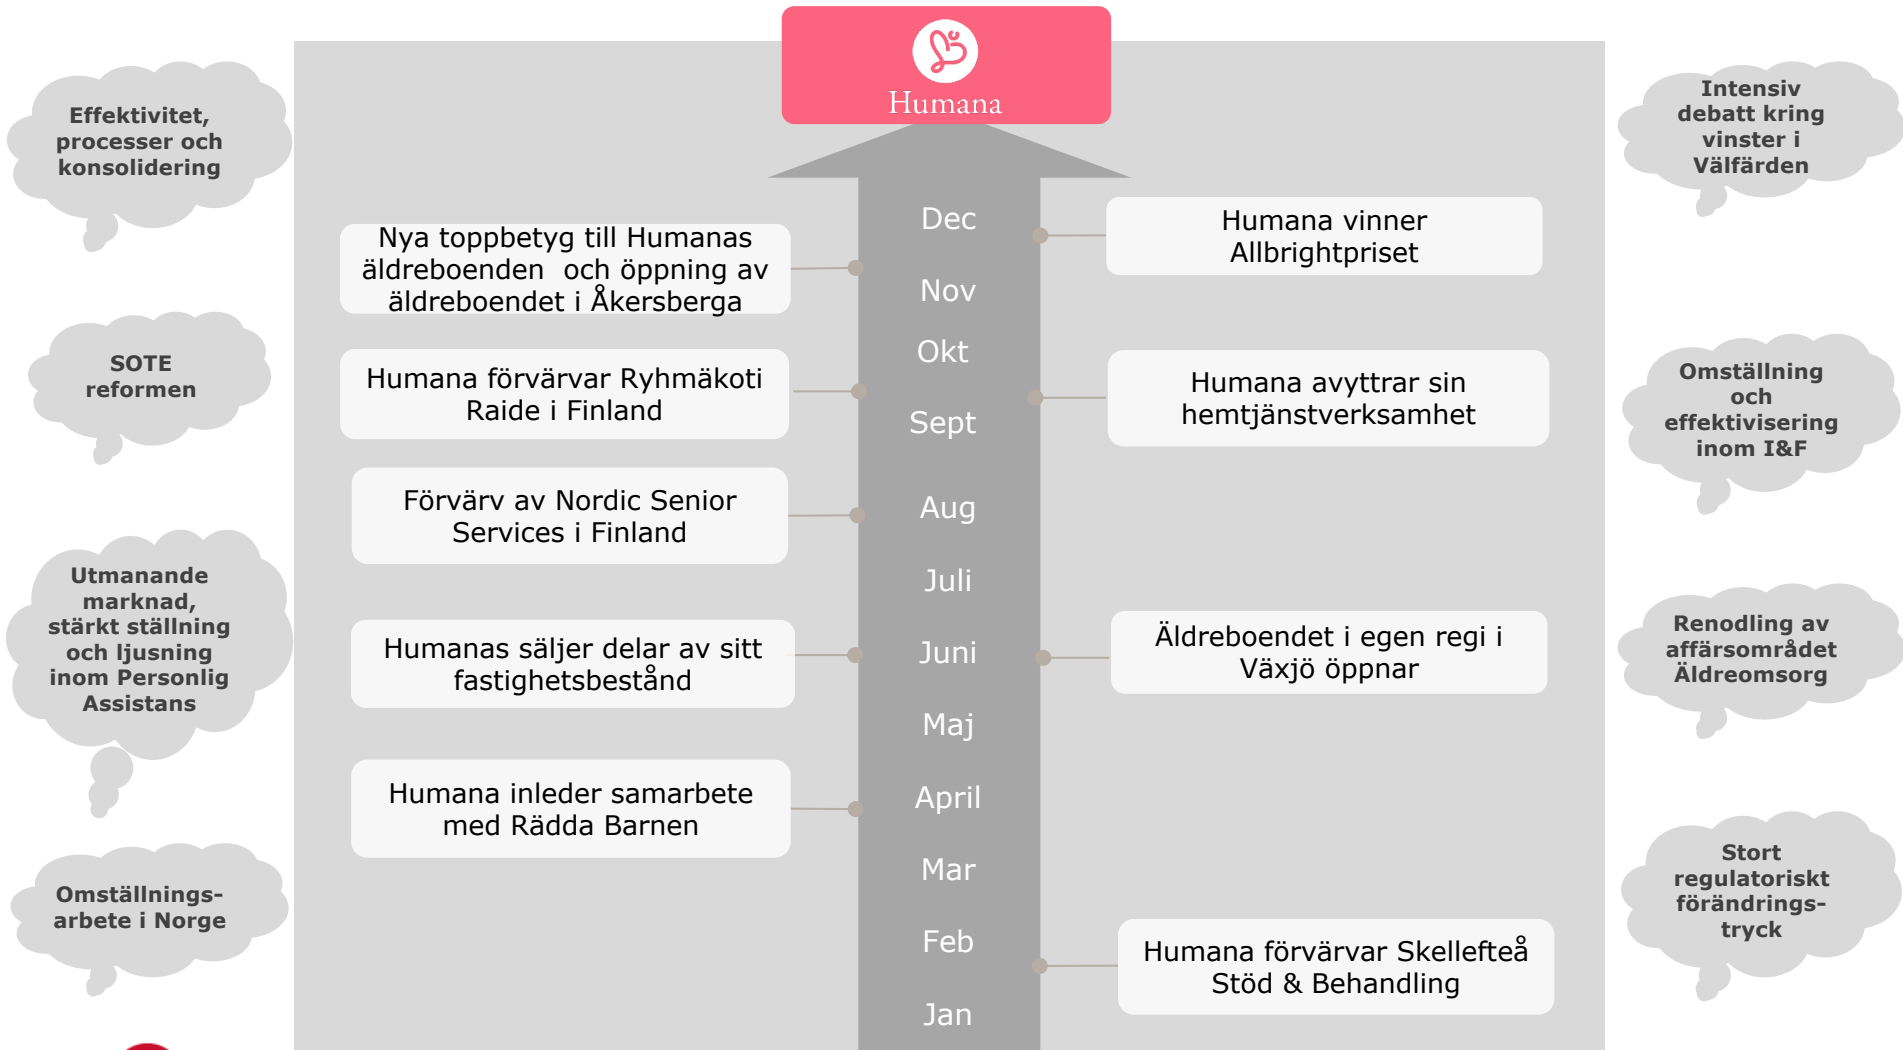 Humana
Effektivitet,
processer och
konsolidering
SOTE
reformen
Utmanande
marknad,
stärkt ställning
och ljusning
inom Personlig
Assistans
Omställnings-
arbete i Norge
Nya toppbetyg till Humanas
äldreboenden  och öppning av
äldreboendet i Åkersberga
Humana förvärvar Ryhmäkoti
Raide i Finland
Förvärv av Nordic Senior
Services i Finland
Humanas säljer delar av sitt
fastighetsbestånd
Humana inleder samarbete
med Rädda Barnen
Dec
Nov
Okt
Sept
Aug
Juli
Juni
Maj
April
Mar
Feb
Jan
Humana vinner
Allbrightpriset
Humana avyttrar sin
hemtjänstverksamhet
Äldreboendet i egen regi i
Växjö öppnar
Humana förvärvar Skellefteå
Stöd & Behandling
Intensiv
debatt kring
vinster i
Välfärden
Omställning
och
effektivisering
inom I&F
Renodling av
affärsområdet
Äldreomsorg
Stort
regulatoriskt
förändrings-
tryck